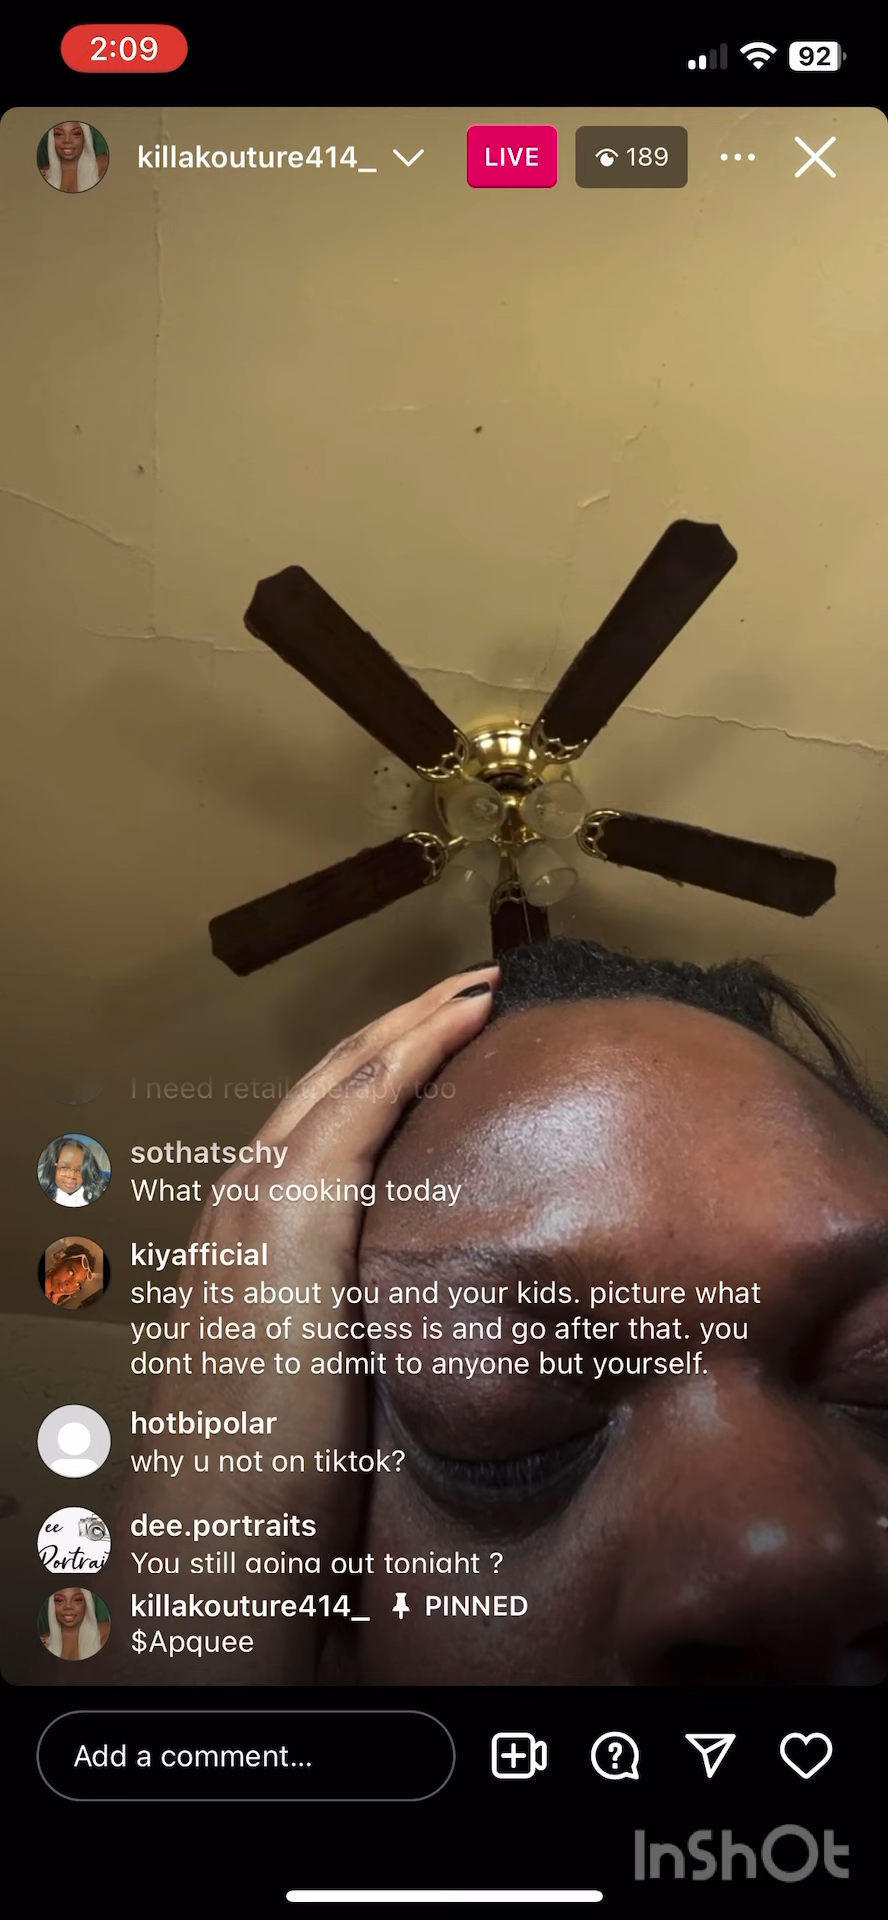 2:09
92
killakouture414_
LIVE
189
I need retail therapy too
sothatschy
What you cooking today
kiyafficial
shay its about you and your kids. picture what
your idea of success is and go after that. you
dont have to admit to anyone but yourself.
hotbipolar
why u not on tiktok?
ee
Portrai
dee.portraits
You still going out tonight ?
killakouture414_ PINNED
$Apquee
Add a comment...
InShOt